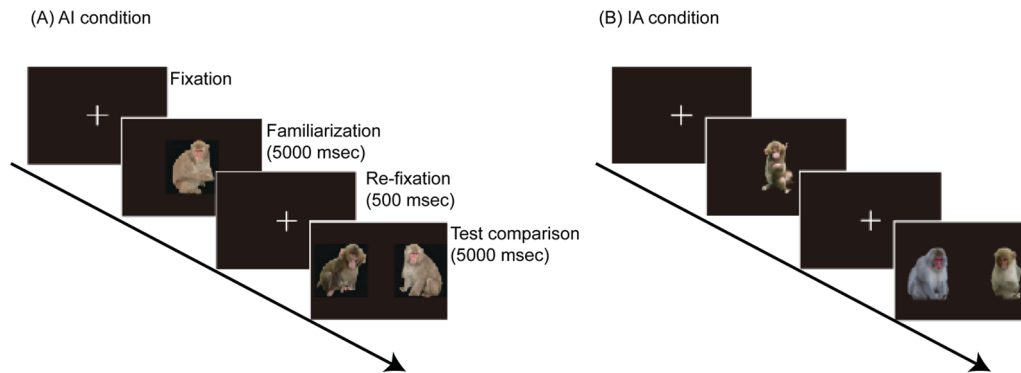 (A) AI condition
(B) IA condition
Fixation
Familiarization
(5000 msec)
Re-fixation
(500 msec)
Test comparison
(5000 msec)